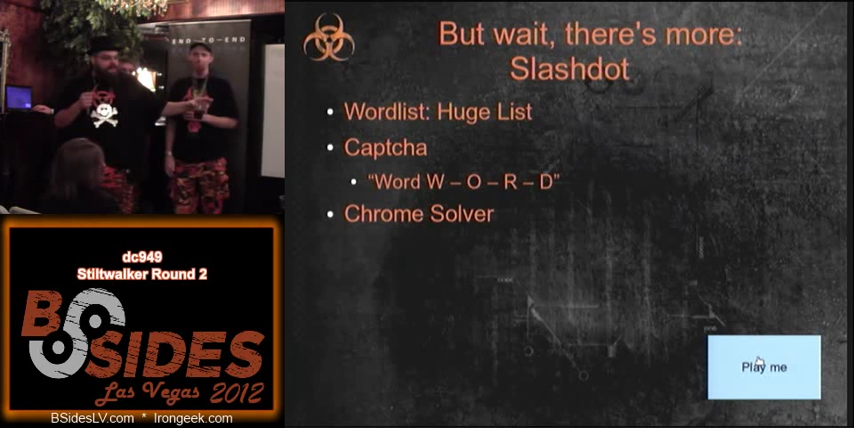 END-TO-END
But wait, there's more:
Slashdot
• Wordlist: Huge List
• Captcha
• “Word W – O – R – D”
• Chrome Solver
Play me
dc949
Stiltwalker Round 2
BSIDES
Las Vegas 2012
BSidesLV.com * Irongeek.com